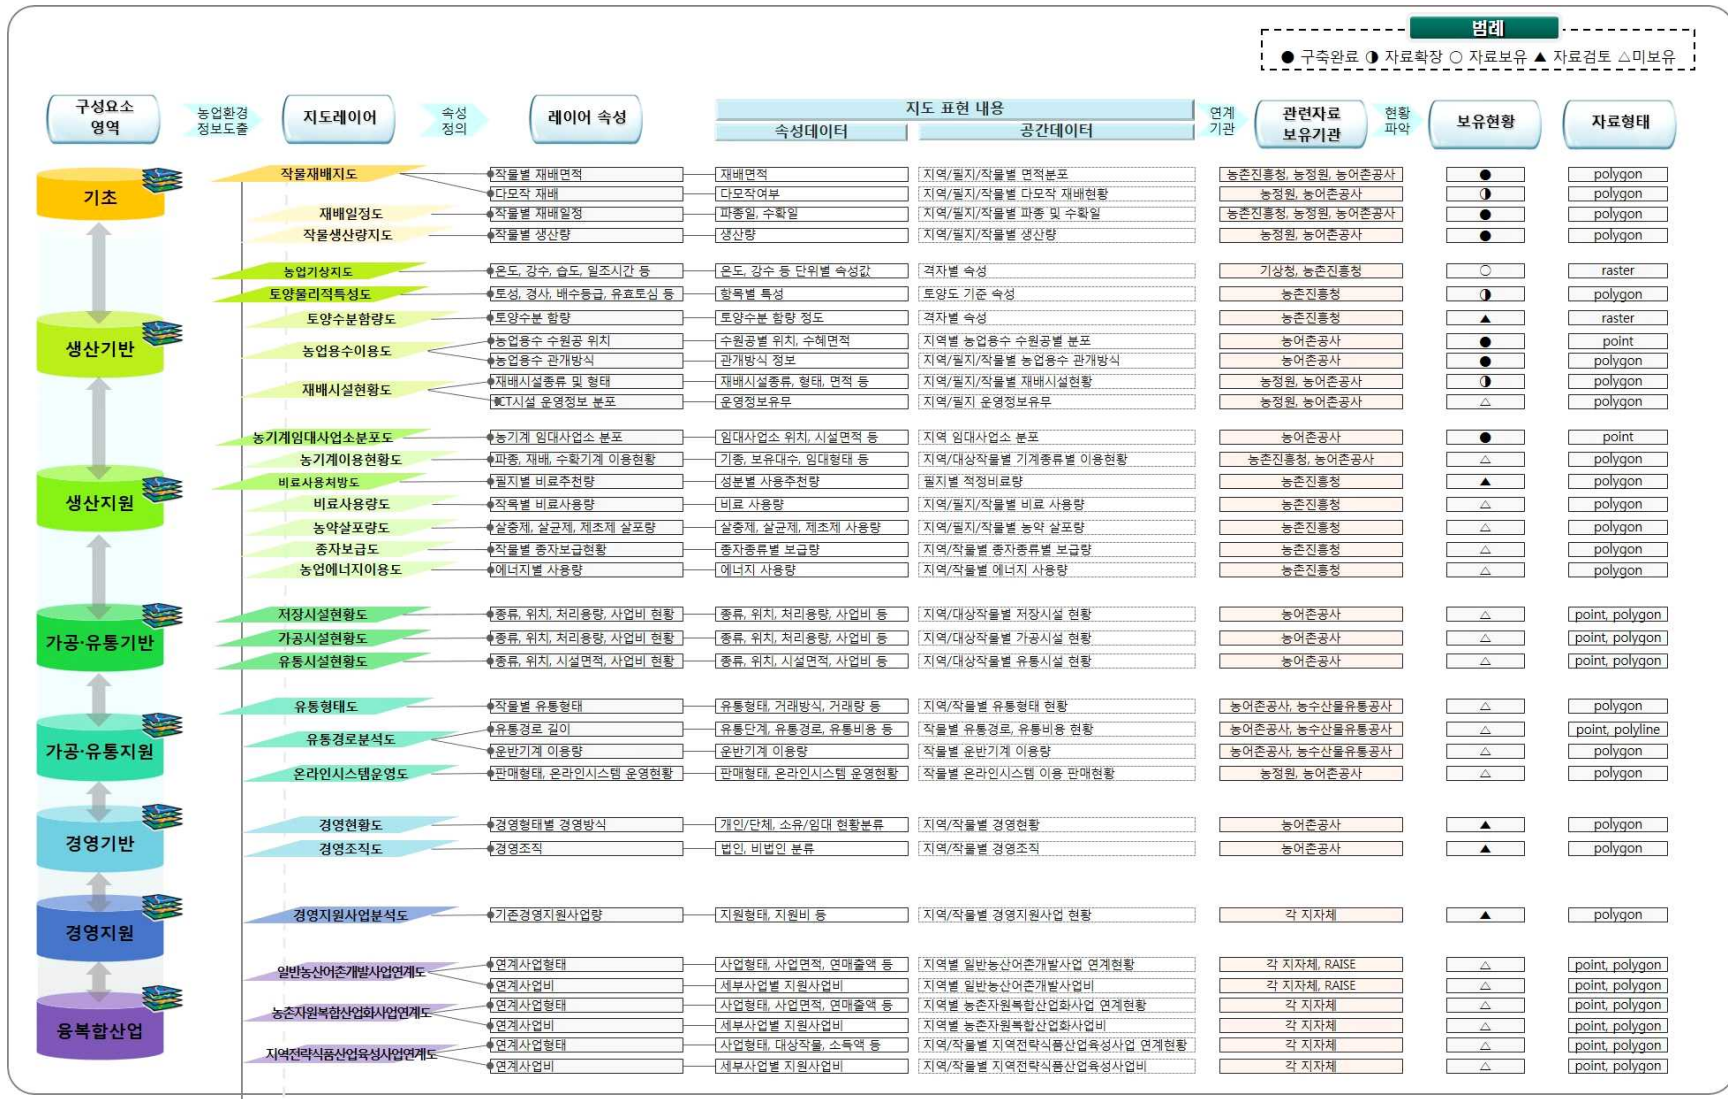 범례
● 구축완료 ◑ 자료확장 ○ 자료보유 ▲ 자료검토 △미보유
구성요소 영역
농업환경 정보도출
지도레이어
속성 정의
레이어 속성
지도 표현 내용
속성데이터
공간데이터
연계 기관
관련자료 보유기관
현황 파악
보유현황
자료형태
기초
작물재배지도 작물별 재배면적 재배면적 지역/필지/작물별 면적분포 농촌진흥청, 농정원, 농어촌공사 ● polygon
다모작 재배 다모작여부 지역/필지/작물별 다모작 재배현황 농정원, 농어촌공사 ◑ polygon
재배일정도 작물별 재배일정 파종일, 수확일 지역/필지/작물별 파종 및 수확일 농촌진흥청, 농정원, 농어촌공사 ● polygon
작물생산량지도 작물별 생산량 생산량 지역/필지/작물별 생산량 농정원, 농어촌공사 ● polygon
생산기반
농업기상지도 온도, 강수, 습도, 일조시간 등 온도, 강수 등 단위별 속성값 격자별 속성 기상청, 농촌진흥청 ○ raster
토양물리적특성도 토성, 경사, 배수등급, 유효토심 등 항목별 특성 토양도 기준 속성 농촌진흥청 ◑ polygon
토양수분함량도 토양수분 함량 토양수분 함량 정도 격자별 속성 농촌진흥청 ▲ raster
농업용수이용도 농업용수 수원공 위치 수원공별 위치, 수혜면적 지역별 농업용수 수원공별 분포 농어촌공사 ● point
농업용수 관개방식 관개방식 정보 지역/필지/작물별 농업용수 관개방식 농어촌공사 ● polygon
재배시설현황도 재배시설종류 및 형태 재배시설종류, 형태, 면적 등 지역/필지/작물별 재배시설현황 농정원, 농어촌공사 ◑ polygon
ICT시설 운영정보 분포 운영정보유무 지역/필지 운영정보유무 농정원, 농어촌공사 △ polygon
생산지원
농기계임대사업소분포도 농기계 임대사업소 분포 임대사업소 위치, 시설면적 등 지역 임대사업소 분포 농어촌공사 ● point
농기계이용현황도 파종, 재배, 수확기계 이용현황 기종, 보유대수, 임대형태 등 지역/대상작물별 기계종류별 이용현황 농촌진흥청, 농어촌공사 △ polygon
비료사용처방도 필지별 비료추천량 성분별 사용추천량 필지별 적정비료량 농촌진흥청 ▲ polygon
비료사용량도 작목별 비료사용량 비료 사용량 지역/필지/작물별 비료 사용량 농촌진흥청 △ polygon
농약살포량도 살충제, 살균제, 제초제 살포량 살충제, 살균제, 제초제 사용량 지역/필지/작물별 농약 살포량 농촌진흥청 △ polygon
종자보급도 작물별 종자보급현황 종자종류별 보급량 지역/작물별 종자종류별 보급량 농촌진흥청 △ polygon
농업에너지이용도 에너지별 사용량 에너지 사용량 지역/작물별 에너지 사용량 농촌진흥청 △ polygon
가공·유통기반
저장시설현황도 종류, 위치, 처리용량, 사업비 현황 종류, 위치, 처리용량, 사업비 등 지역/대상작물별 저장시설 현황 농어촌공사 △ point, polygon
가공시설현황도 종류, 위치, 처리용량, 사업비 현황 종류, 위치, 처리용량, 사업비 등 지역/대상작물별 가공시설 현황 농어촌공사 △ point, polygon
유통시설현황도 종류, 위치, 시설면적, 사업비 현황 종류, 위치, 시설면적, 사업비 등 지역/대상작물별 유통시설 현황 농어촌공사 △ point, polygon
가공·유통지원
유통형태도 작물별 유통형태 유통형태, 거래방식, 거래량 등 지역/작물별 유통형태 현황 농어촌공사, 농수산물유통공사 △ polygon
유통경로분석도 유통경로 길이 유통단계, 유통경로, 유통비용 등 작물별 유통경로, 유통비용 현황 농어촌공사, 농수산물유통공사 △ point, polyline
운반기계 이용량 운반기계 이용량 작물별 운반기계 이용량 농어촌공사, 농수산물유통공사 △ polygon
온라인시스템운영도 판매형태, 온라인시스템 운영현황 판매형태, 온라인시스템 운영현황 작물별 온라인시스템 이용 판매현황 농정원, 농어촌공사 △ polygon
경영기반
경영현황도 경영형태별 경영방식 개인/단체, 소유/임대 현황분류 지역/작물별 경영현황 농어촌공사 ▲ polygon
경영조직도 경영조직 법인, 비법인 분류 지역/작물별 경영조직 농어촌공사 ▲ polygon
경영지원
경영지원사업분석도 기존경영지원사업량 지원형태, 지원비 등 지역/작물별 경영지원사업 현황 각 지자체 ▲ polygon
융복합산업
일반농산어촌개발사업연계도 연계사업형태 사업형태, 사업면적, 연매출액 등 지역별 일반농산어촌개발사업 연계현황 각 지자체, RAISE △ point, polygon
연계사업비 세부사업별 지원사업비 지역별 일반농산어촌개발사업비 각 지자체, RAISE △ point, polygon
농촌자원복합산업화사업연계도 연계사업형태 사업형태, 사업면적, 연매출액 등 지역별 농촌자원복합산업화사업 연계현황 각 지자체 △ point, polygon
연계사업비 세부사업별 지원사업비 지역별 농촌자원복합산업화사업비 각 지자체 △ point, polygon
지역전략식품산업육성사업연계도 연계사업형태 사업형태, 대상작물, 소득액 등 지역/작물별 지역전략식품산업육성사업 연계현황 각 지자체 △ point, polygon
연계사업비 세부사업별 지원사업비 지역/작물별 지역전략식품산업육성사업비 각 지자체 △ point, polygon